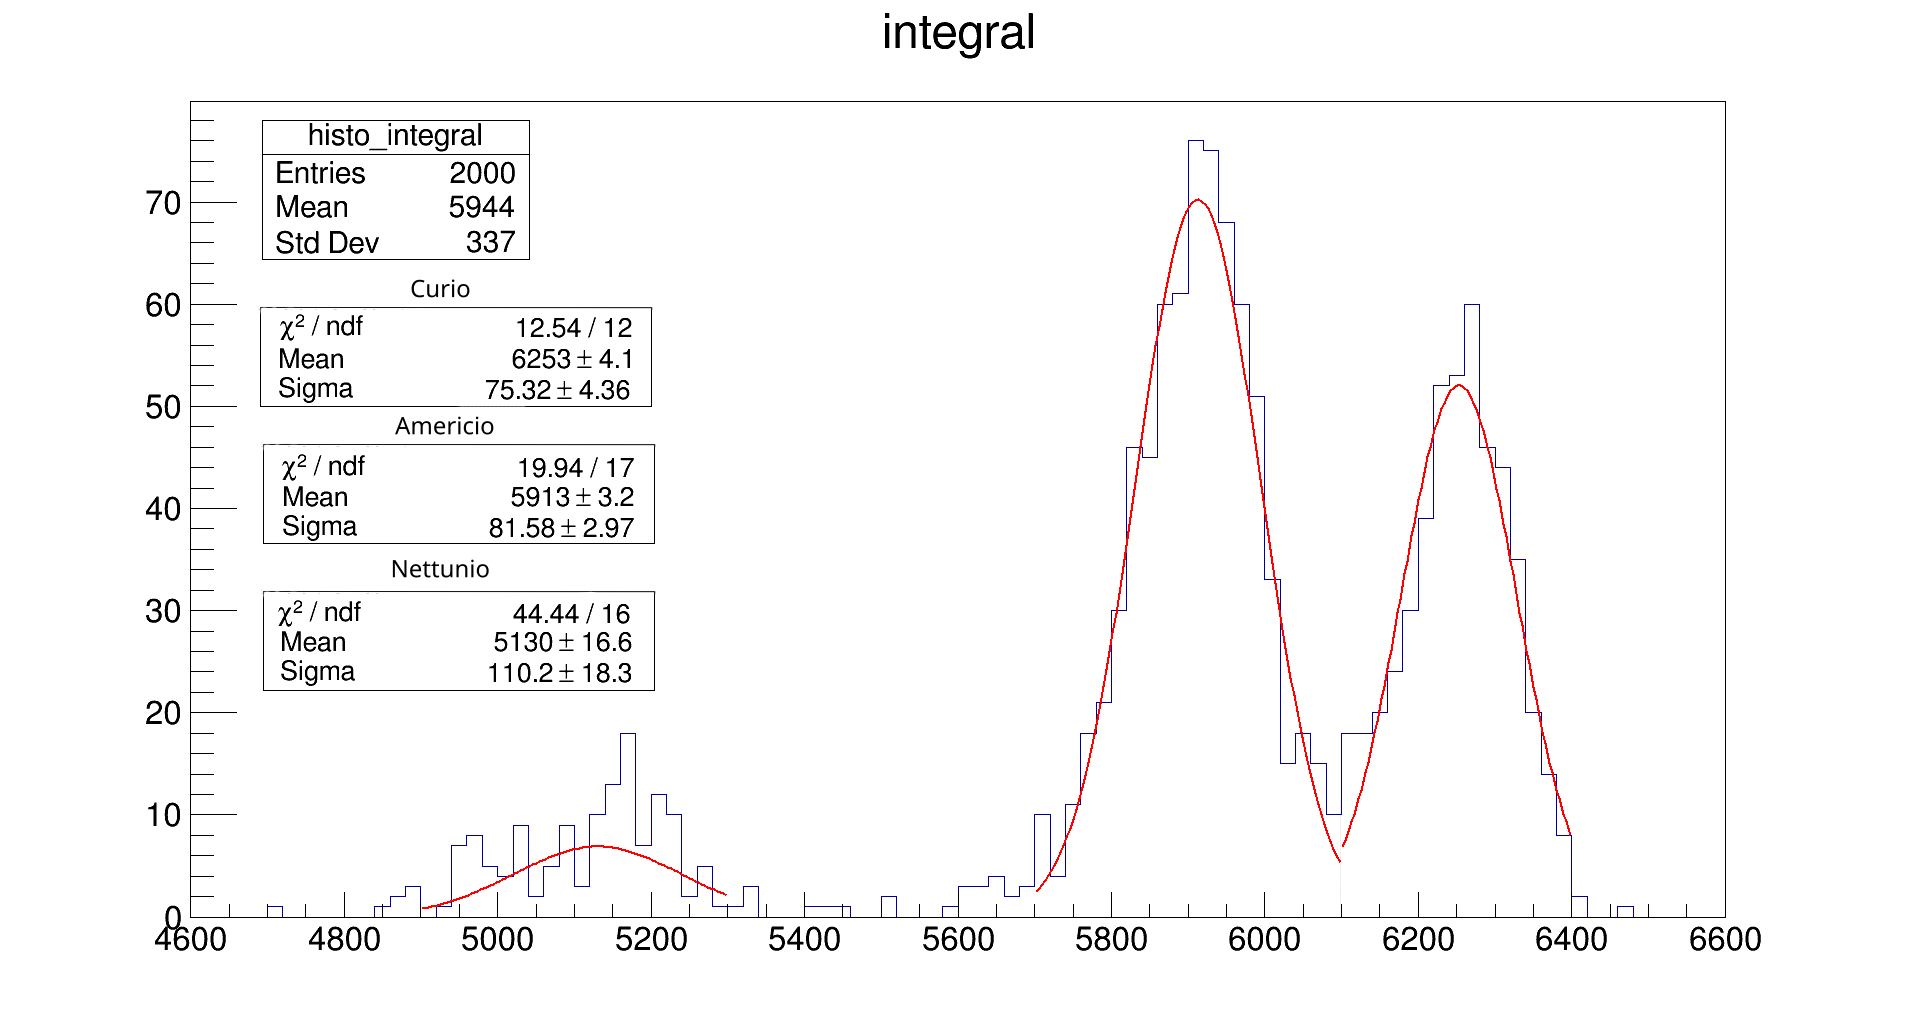 integral
histo_integral
Entries 2000
Mean 5944
Std Dev 337
Curio
χ² / ndf 12.54 / 12
Mean 6253 ± 4.1
Sigma 75.32 ± 4.36
Americio
χ² / ndf 19.94 / 17
Mean 5913 ± 3.2
Sigma 81.58 ± 2.97
Nettunio
χ² / ndf 44.44 / 16
Mean 5130 ± 16.6
Sigma 110.2 ± 18.3
70
60
50
40
30
20
10
0
4600 4800 5000 5200 5400 5600 5800 6000 6200 6400 6600